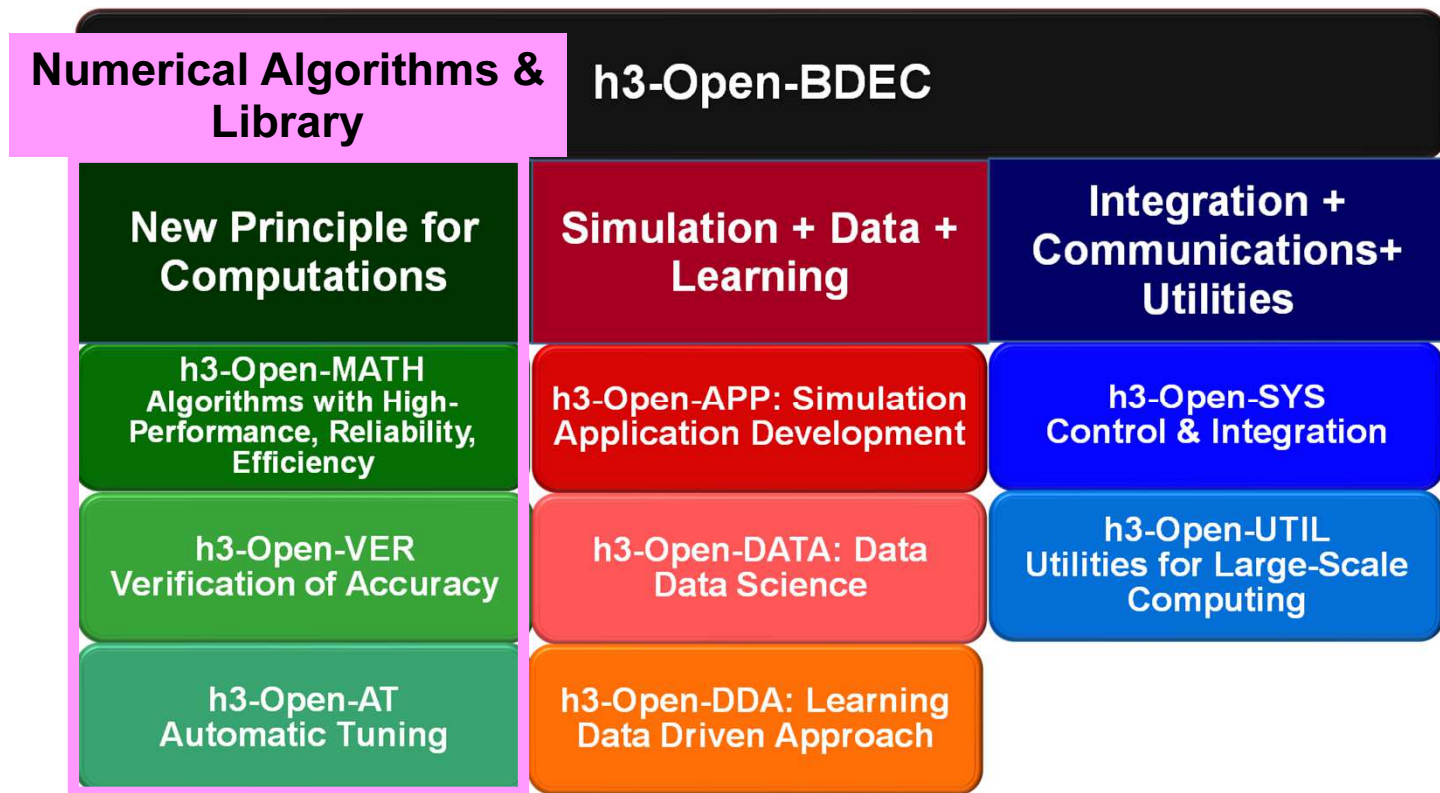 Numerical Algorithms &
Library
h3-Open-BDEC
New Principle for
Computations
Simulation + Data +
Learning
Integration +
Communications+
Utilities
h3-Open-MATH
Algorithms with High-
Performance, Reliability,
Efficiency
h3-Open-APP: Simulation
Application Development
h3-Open-SYS
Control & Integration
h3-Open-VER
Verification of Accuracy
h3-Open-DATA: Data
Data Science
h3-Open-UTIL
Utilities for Large-Scale
Computing
h3-Open-AT
Automatic Tuning
h3-Open-DDA: Learning
Data Driven Approach